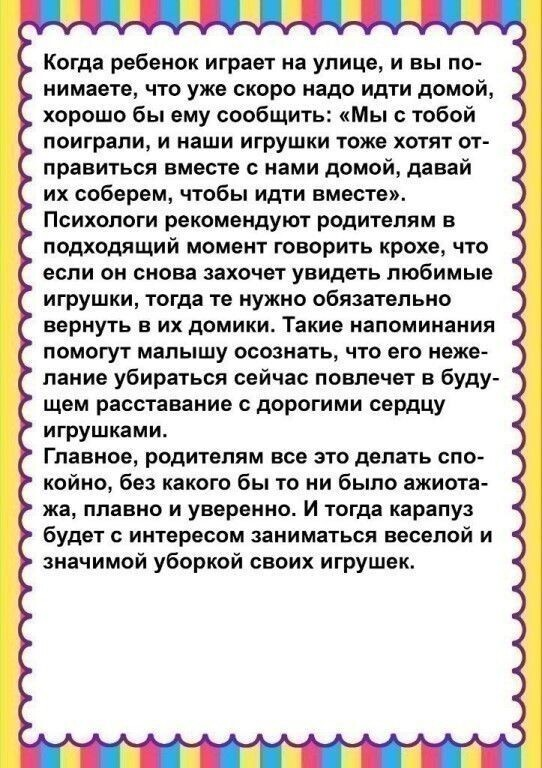 Когда ребенок играет на улице, и вы по-
нимаете, что уже скоро надо идти домой,
хорошо бы ему сообщить: «Мы с тобой
поиграли, и наши игрушки тоже хотят от-
правиться вместе с нами домой, давай
их соберем, чтобы идти вместе».
Психологи рекомендуют родителям в
подходящий момент говорить крохе, что
если он снова захочет увидеть любимые
игрушки, тогда те нужно обязательно
вернуть в их домики. Такие напоминания
помогут малышу осознать, что его неже-
лание убираться сейчас повлечет в буду-
щем расставание с дорогими сердцу
игрушками.
Главное, родителям все это делать спо-
койно, без какого бы то ни было ажиота-
жа, плавно и уверенно. И тогда карапуз
будет с интересом заниматься веселой и
значимой уборкой своих игрушек.